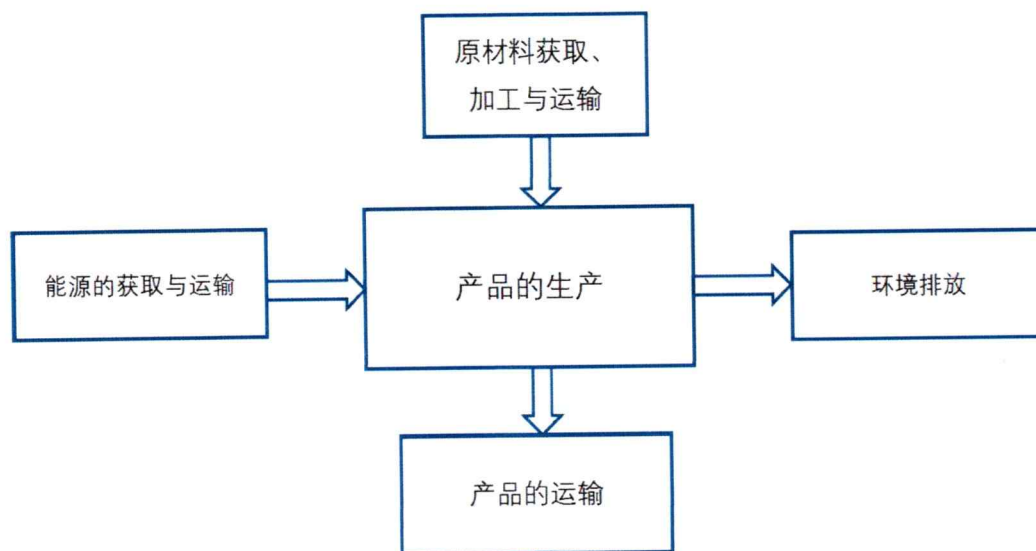 原材料获取、
加工与运输
能源的获取与运输
产品的生产
环境排放
产品的运输